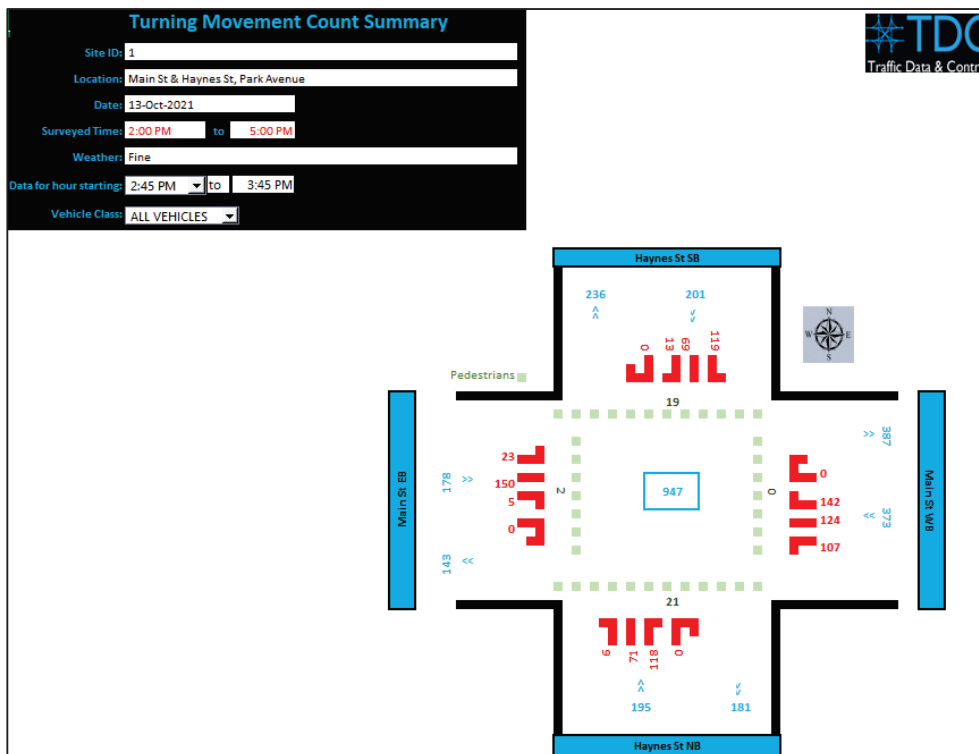 Turning Movement Count Summary
Site ID: 1
Location: Main St & Haynes St, Park Avenue
Date: 13-Oct-2021
Surveyed Time: 2:00 PM to 5:00 PM
Weather: Fine
Data for hour starting: 2:45 PM to 3:45 PM
Vehicle Class: ALL VEHICLES
TDC
Traffic Data & Contr
Haynes St SB
236 201
<< <<
0 13 69 119
N
W E
S
Pedestrians
19
Main St EB
178 >>
143 <<
23
150
5
0
2
947
0
0
142
124
107
>> 387
<< 373
Main St WB
21
6 71 118 0
<< <<
195 181
Haynes St NB